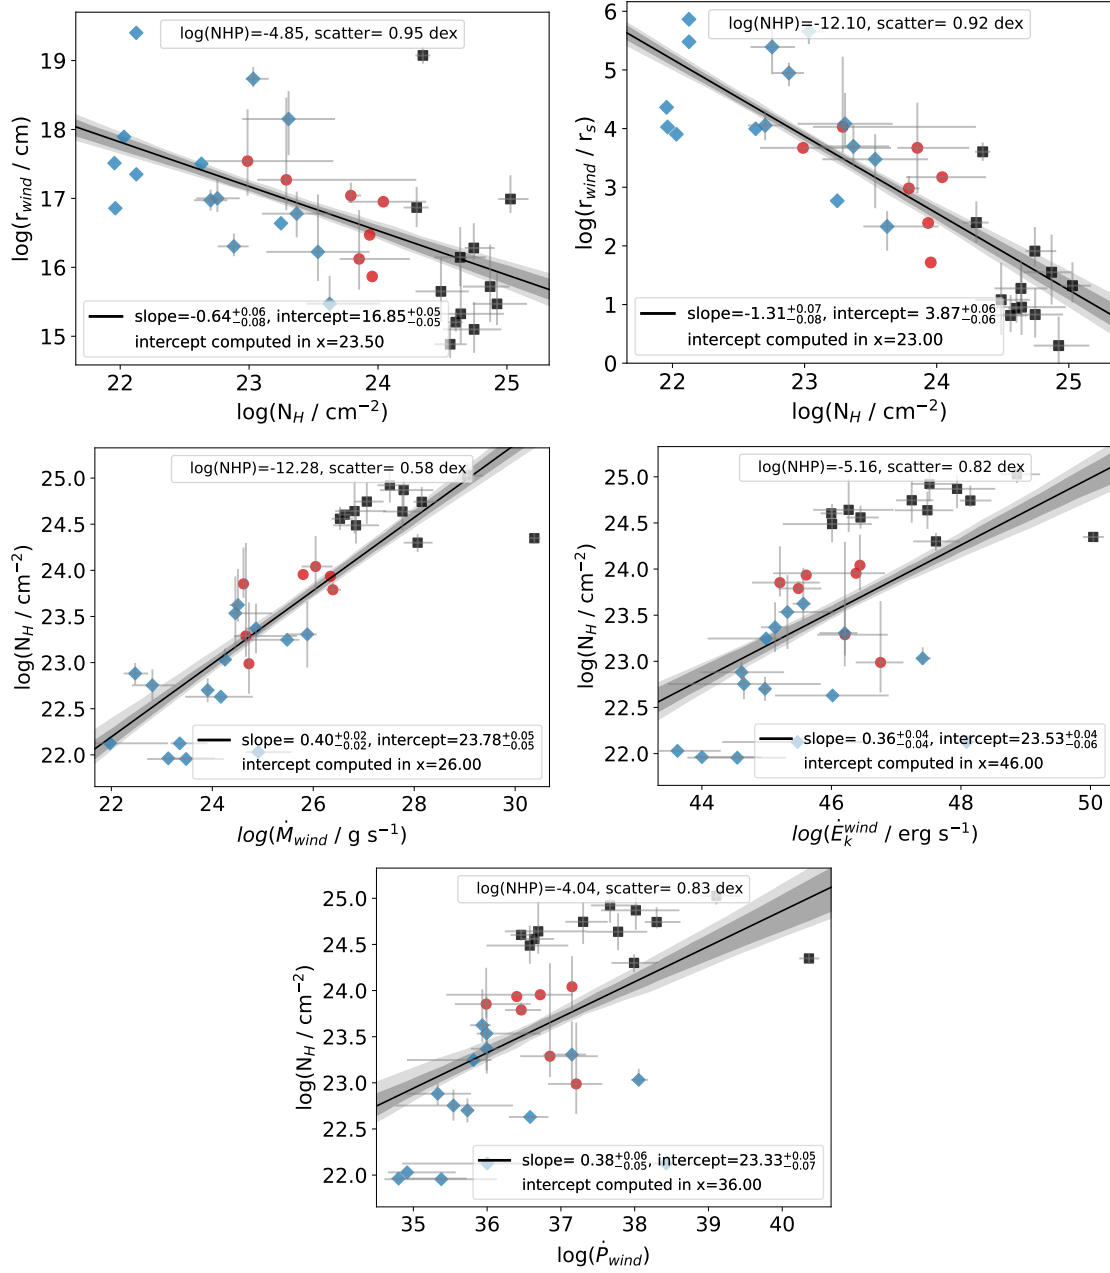 log(NHP)=-4.85, scatter= 0.95 dex
19
18
17
16
15
log(r_wind / cm)
slope=-0.64^{+0.06}_{-0.08}, intercept=16.85^{+0.05}_{-0.05}
intercept computed in x=23.50
22 23 24 25
log(N_H / cm^{-2})
log(NHP)=-12.10, scatter= 0.92 dex
6
5
4
3
2
1
0
log(r_wind / r_s)
slope=-1.31^{+0.07}_{-0.08}, intercept= 3.87^{+0.06}_{-0.06}
intercept computed in x=23.00
22 23 24 25
log(N_H / cm^{-2})
log(NHP)=-12.28, scatter= 0.58 dex
25.0
24.5
24.0
23.5
23.0
22.5
22.0
log(N_H / cm^{-2})
slope= 0.40^{+0.02}_{-0.02}, intercept=23.78^{+0.05}_{-0.05}
intercept computed in x=26.00
22 24 26 28 30
log(Ṁ_wind / g s^{-1})
log(NHP)=-5.16, scatter= 0.82 dex
25.0
24.5
24.0
23.5
23.0
22.5
22.0
log(N_H / cm^{-2})
slope= 0.36^{+0.04}_{-0.04}, intercept=23.53^{+0.04}_{-0.06}
intercept computed in x=46.00
44 46 48 50
log(Ė_k^{wind} / erg s^{-1})
log(NHP)=-4.04, scatter= 0.83 dex
25.0
24.5
24.0
23.5
23.0
22.5
22.0
log(N_H / cm^{-2})
slope= 0.38^{+0.06}_{-0.05}, intercept=23.33^{+0.05}_{-0.07}
intercept computed in x=36.00
35 36 37 38 39 40
log(Ṗ_wind)